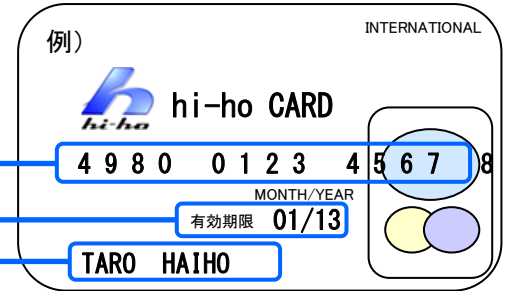 例）
INTERNATIONAL
hi-ho
hi-ho CARD
4980 0123 4567 8
MONTH/YEAR
有効期限 01/13
TARO HAIHO